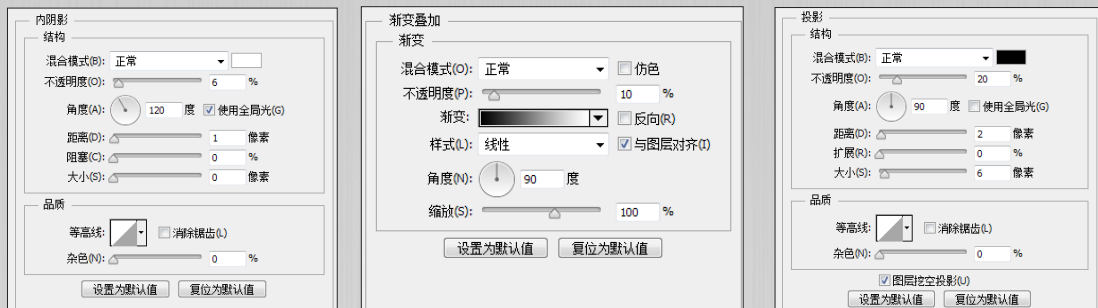 内阴影
结构
混合模式(B): 正常
不透明度(O): 6 %
角度(A): 120 度 使用全局光(G)
距离(D): 1 像素
阻塞(C): 0 %
大小(S): 0 像素
品质
等高线: 消除锯齿(L)
杂色(N): 0 %
设置为默认值 复位为默认值
渐变叠加
渐变
混合模式(O): 正常 仿色
不透明度(P): 10 %
渐变: 反向(R)
样式(L): 线性 与图层对齐(I)
角度(N): 90 度
缩放(S): 100 %
设置为默认值 复位为默认值
投影
结构
混合模式(B): 正常
不透明度(O): 20 %
角度(A): 90 度 使用全局光(G)
距离(D): 2 像素
扩展(R): 0 %
大小(S): 6 像素
品质
等高线: 消除锯齿(L)
杂色(N): 0 %
图层挖空投影(U)
设置为默认值 复位为默认值